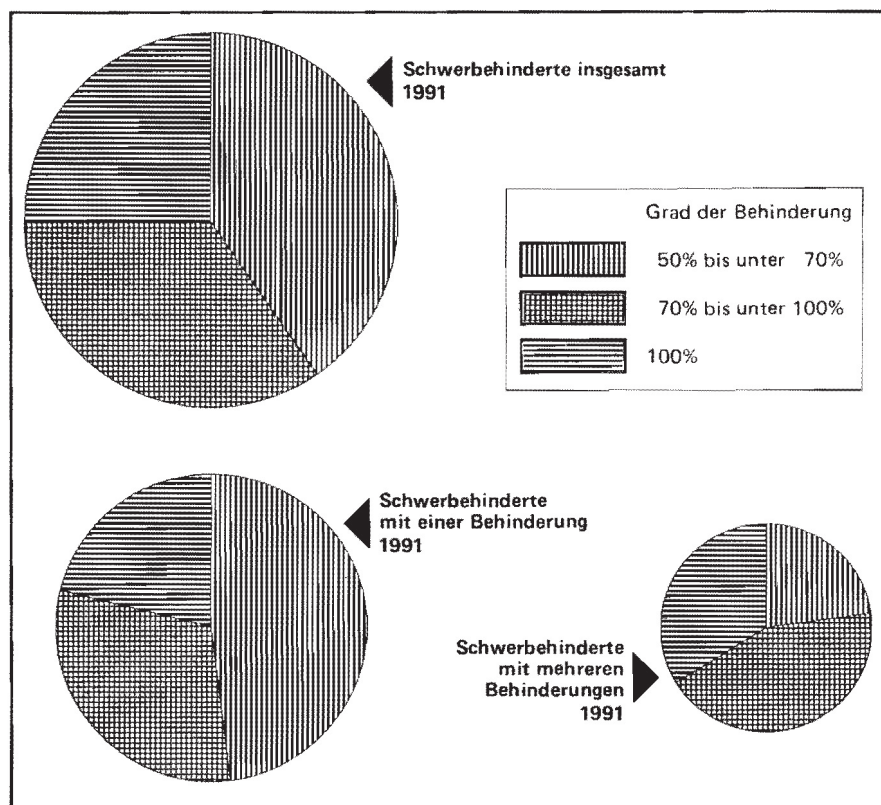 Schwerbehinderte insgesamt
1991
Grad der Behinderung
50% bis unter 70%
70% bis unter 100%
100%
Schwerbehinderte
mit einer Behinderung
1991
Schwerbehinderte
mit mehreren
Behinderungen
1991